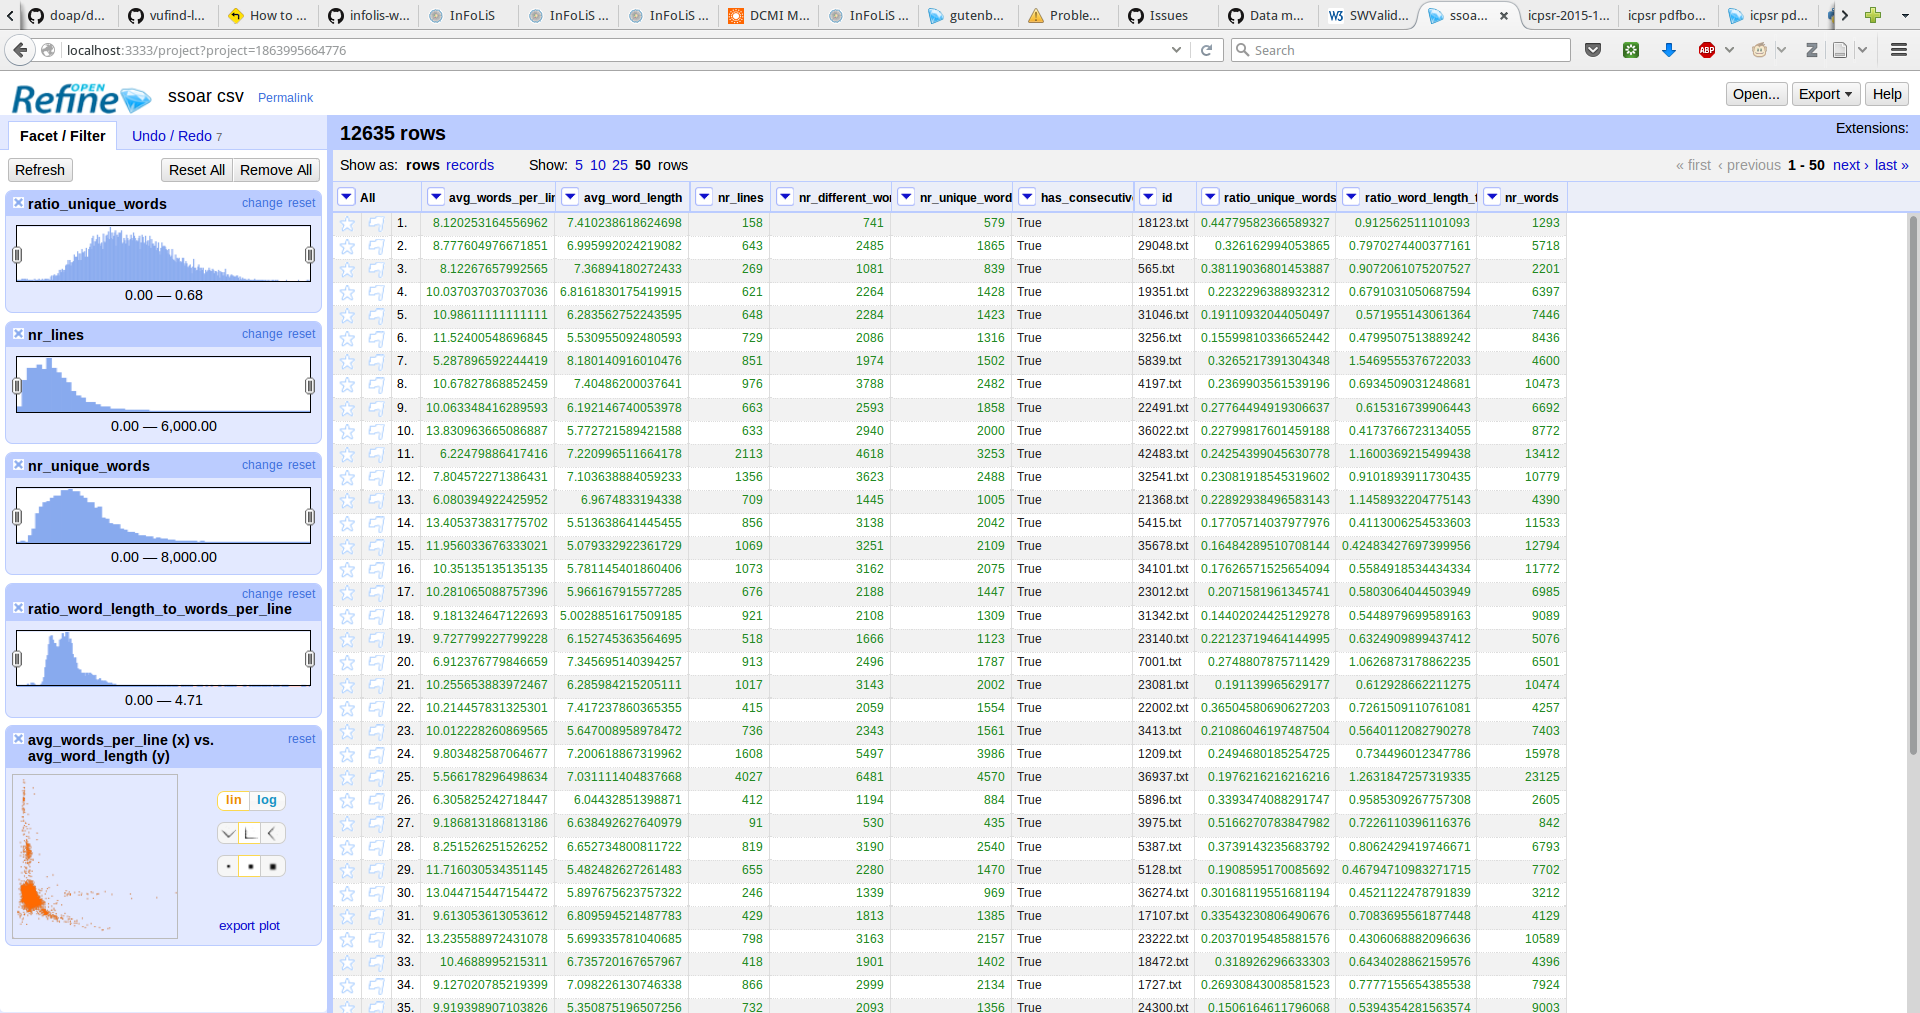 doap/d... vufind-l... How to ... infolis-w... InFoLiS InFoLiS ... InFoLiS ... DCMI M... InFoLiS ... gutenb... Proble... Issues Data m... SWValid... ssoa... icpsr-2015-1... icpsr pdfbo... icpsr pd...
localhost:3333/project?project=1863995664776 Search
OPEN Refine ssoar csv Permalink Open... Export Help
Facet / Filter Undo / Redo 7
Refresh Reset All Remove All
ratio_unique_words change reset
0.00 — 0.68
nr_lines change reset
0.00 — 6,000.00
nr_unique_words change reset
0.00 — 8,000.00
change reset
ratio_word_length_to_words_per_line
0.00 — 4.71
avg_words_per_line (x) vs. avg_word_length (y) reset
lin log
export plot
12635 rows Extensions:
Show as: rows records Show: 5 10 25 50 rows « first ‹ previous 1 - 50 next › last »
All avg_words_per_lin avg_word_length nr_lines nr_different_wor nr_unique_word has_consecutiv id ratio_unique_words ratio_word_length_t nr_words
1. 8.120253164556962 7.410238618624698 158 741 579 True 18123.txt 0.44779582366589327 0.912562511101093 1293
2. 8.777604976671851 6.995992024219082 643 2485 1865 True 29048.txt 0.326162994053865 0.7970274400377161 5718
3. 8.12267657992565 7.36894180272433 269 1081 839 True 565.txt 0.38119036801453887 0.9072061075207527 2201
4. 10.037037037037036 6.8161830175419915 621 2264 1428 True 19351.txt 0.2232296388932312 0.6791031050687594 6397
5. 10.98611111111111 6.283562752243595 648 2284 1423 True 31046.txt 0.19110932044050497 0.571955143061364 7446
6. 11.52400548696845 5.530955092480593 729 2086 1316 True 3256.txt 0.15599810336652442 0.47995075138892​42 8436
7. 5.287896592244419 8.180140916010476 851 1974 1502 True 5839.txt 0.3265217391304348 1.5469555376722033 4600
8. 10.67827868852459 7.40486200037641 976 3788 2482 True 4197.txt 0.2369903561539196 0.6934509031248681 10473
9. 10.063348416289593 6.192146740053978 663 2593 1858 True 22491.txt 0.27764494919306637 0.615316739906443 6692
10. 13.830963665086887 5.772721589421588 633 2940 2000 True 36022.txt 0.22799817601459188 0.4173766723134055 8772
11. 6.22479886417416 7.220996511664178 2113 4618 3253 True 42483.txt 0.24254399045630778 1.1600369215499438 13412
12. 7.804572271386431 7.103638884059233 1356 3623 2488 True 32541.txt 0.23081918545319602 0.9101893911730435 10779
13. 6.080394922425952 6.9674833194338 709 1445 1005 True 21368.txt 0.22892938496583143 1.1458932204775143 4390
14. 13.405373831775702 5.513638641445455 856 3138 2042 True 5415.txt 0.17705714037977976 0.4113006254533603 11533
15. 11.956033676333021 5.079332922361729 1069 3251 2109 True 35678.txt 0.16484289510708144 0.42483427697399956 12794
16. 10.35135135135135 5.781145401860406 1073 3162 2075 True 34101.txt 0.17626571525654094 0.5584918534434334 11772
17. 10.281065088757396 5.966167915577285 676 2188 1447 True 23012.txt 0.2071581961345741 0.5803064044503949 6985
18. 9.181324647122693 5.0028851617509185 921 2108 1309 True 31342.txt 0.14402024425129278 0.5448979699589163 9089
19. 9.727799227799228 6.152745363564695 518 1666 1123 True 23140.txt 0.22123719464144995 0.6324909899437412 5076
20. 6.912376779846659 7.345695140394257 913 2496 1787 True 7001.txt 0.2748807875711429 1.0626873178862235 6501
21. 10.255653883972467 6.285984215205111 1017 3143 2002 True 23081.txt 0.191139965629177 0.612928662211275 10474
22. 10.214457831325301 7.417237860365355 415 2059 1554 True 22002.txt 0.36504580690627203 0.7261509110761081 4257
23. 10.012228260869565 5.647008958978472 736 2343 1561 True 3413.txt 0.21086046197487504 0.5640112082790278 7403
24. 9.803482587064677 7.200618867319962 1608 5497 3986 True 1209.txt 0.2494680185254725 0.734496012347786 15978
25. 5.566178296498634 7.031111404837668 4027 6481 4570 True 36937.txt 0.1976216216216216 1.2631847257319335 23125
26. 6.305825242718447 6.04432851398871 412 1194 884 True 5896.txt 0.3393474088291747 0.9585309267757308 2605
27. 9.186813186813186 6.638492627640979 91 530 435 True 3975.txt 0.5166270783847982 0.7226110396116376 842
28. 8.251526251526252 6.652734800811722 819 3190 2540 True 5387.txt 0.3739143235683792 0.8062429419746671 6793
29. 11.716030534351145 5.482482627261483 655 2280 1470 True 5128.txt 0.1908595170085692 0.46794710983271715 7702
30. 13.044715447154472 5.897675623757322 246 1339 969 True 36274.txt 0.30168119551681194 0.4521122478791839 3212
31. 9.613053613053612 6.809594521487783 429 1813 1385 True 17107.txt 0.33543230806490676 0.7083695561877448 4129
32. 13.235588972431078 5.699335781040685 798 3163 2157 True 23222.txt 0.20370195485881576 0.4306068882096636 10589
33. 10.4688995215311 6.735720167657967 418 1901 1402 True 18472.txt 0.318926296633303 0.6434028862159576 4396
34. 9.127020785219399 7.098226130746338 866 2999 2134 True 1727.txt 0.26930843008581523 0.7777155654385538 7924
35. 9.919398907103826 5.350875196507256 732 2093 1356 True 24300.txt 0.1506164611796068 0.5394354281563574 9003